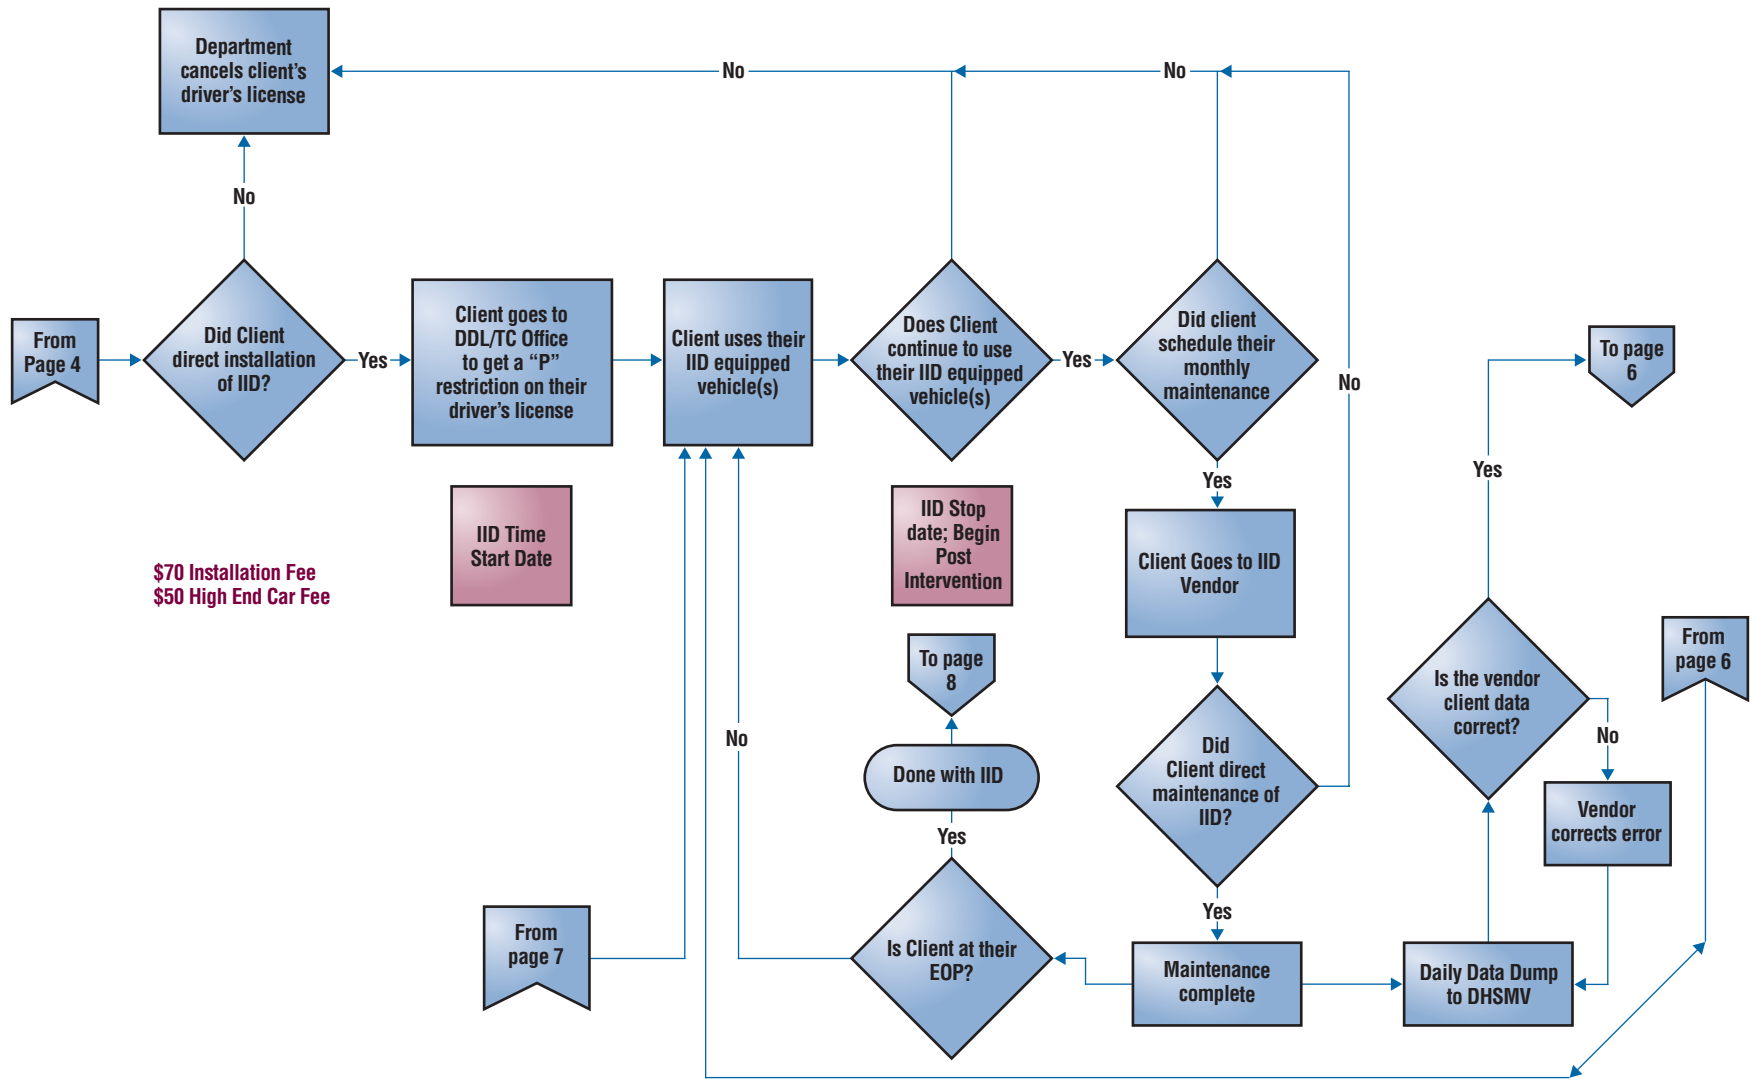 Department
cancels client's
driver's license
No
No
No
From
Page 4
Did Client
direct installation
of IID?
Yes
Client goes to
DDL/TC Office
to get a “P”
restriction on their
driver's license
Client uses their
IID equipped
vehicle(s)
Does Client
continue to use
their IID equipped
vehicle(s)
Yes
Did client
schedule their
monthly
maintenance
No
To page
6
Yes
Yes
IID Time
Start Date
IID Stop
date; Begin
Post
Intervention
Client Goes to IID
Vendor
$70 Installation Fee
$50 High End Car Fee
To page
8
Is the vendor
client data
correct?
From
page 6
No
No
Done with IID
Did
Client direct
maintenance of
IID?
Vendor
corrects error
Yes
Yes
From
page 7
Is Client at their
EOP?
Maintenance
complete
Daily Data Dump
to DHSMV